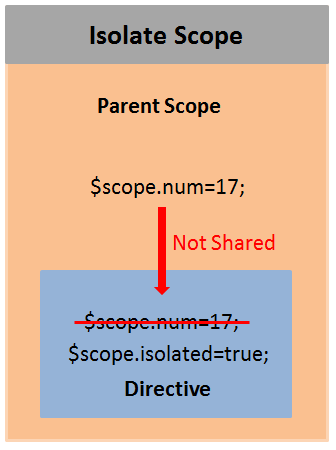 Isolate Scope
Parent Scope
$scope.num=17;
Not Shared
$scope.num=17;
$scope.isolated=true;
Directive